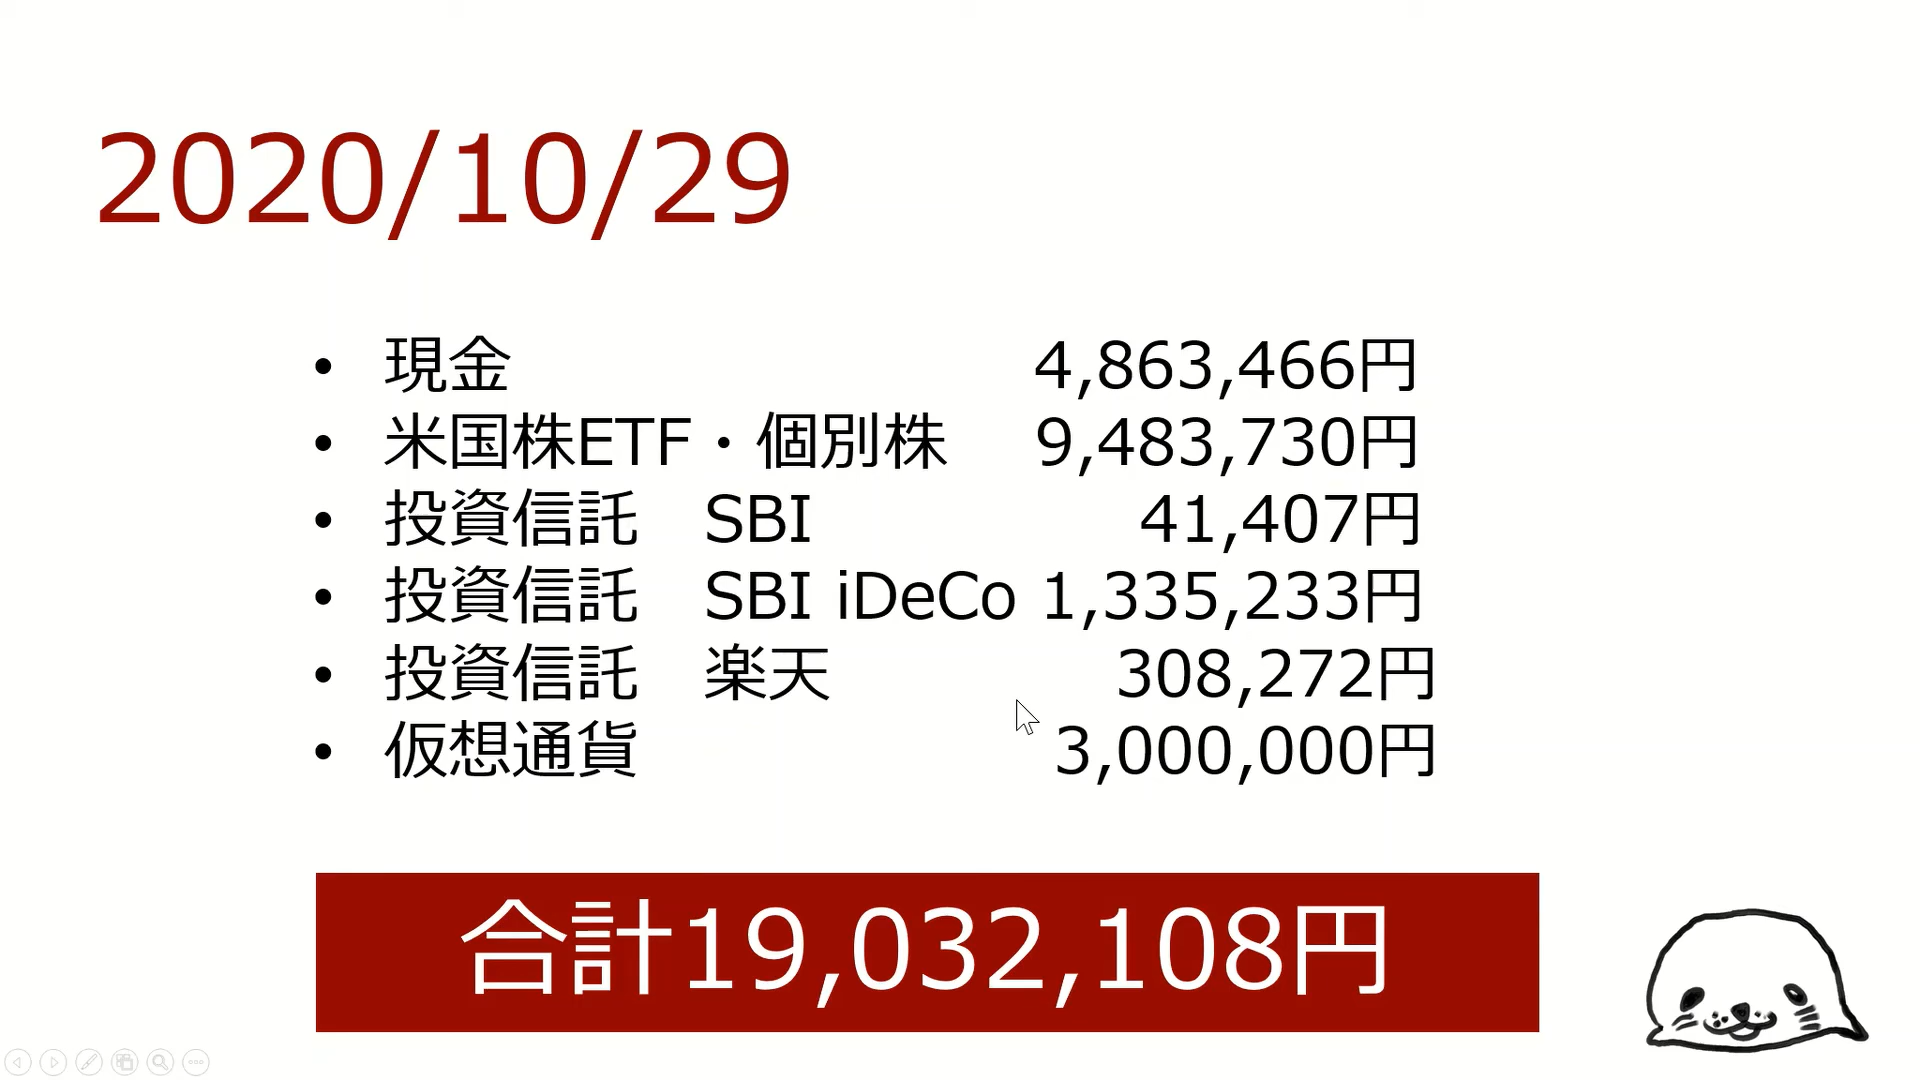 2020/10/29
• 現金 4,863,466円
• 米国株ETF・個別株 9,483,730円
• 投資信託 SBI 41,407円
• 投資信託 SBI iDeCo 1,335,233円
• 投資信託 楽天 308,272円
• 仮想通貨 3,000,000円
合計19,032,108円